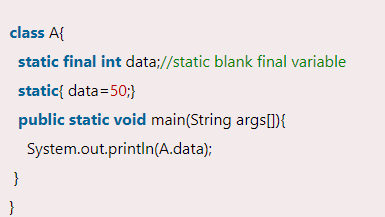 class A{
static final int data;//static blank final variable
static{ data=50;}
public static void main(String args[]){
System.out.println(A.data);
}
}